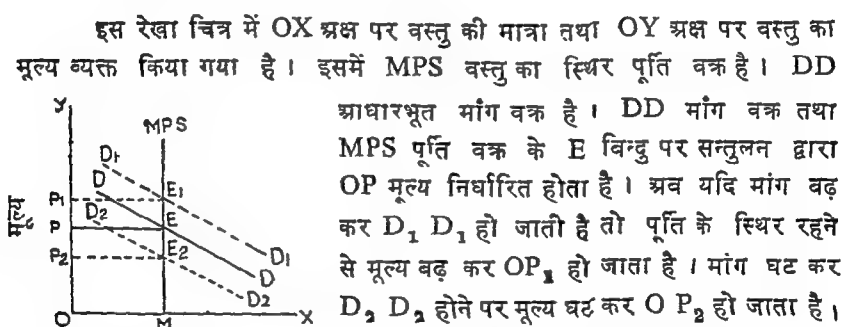 इस रेखा चित्र में OX अक्ष पर वस्तु की मात्रा तथा OY अक्ष पर वस्तु का
मूल्य व्यक्त किया गया है। इसमें MPS वस्तु का स्थिर पूर्ति वक्र है। DD
आधारभूत मांग वक्र है। DD मांग वक्र तथा
MPS पूर्ति वक्र के E बिन्दु पर सन्तुलन द्वारा
OP मूल्य निर्धारित होता है। अब यदि मांग बढ़
कर D₁ D₁ हो जाती है तो पूर्ति के स्थिर रहने
से मूल्य बढ़ कर OP₁ हो जाता है। मांग घट कर
D₂ D₂ होने पर मूल्य घट कर O P₂ हो जाता है।
Y
MPS
D₁
D
E₁
P₁
D₂
E
मूल्य
P
E₂
D₁
P₂
D
D₂
O
M
X